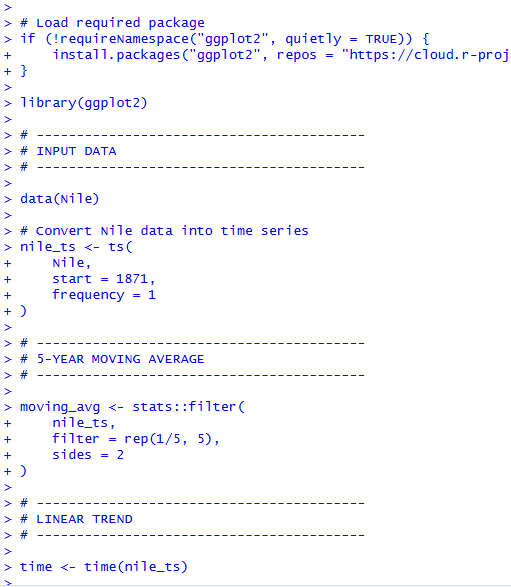 >
> # Load required package
> if (!requireNamespace("ggplot2", quietly = TRUE)) {
+     install.packages("ggplot2", repos = "https://cloud.r-proj
+ }
>
> library(ggplot2)
>
> # -----------------------------------------
> # INPUT DATA
> # -----------------------------------------
>
> data(Nile)
>
> # Convert Nile data into time series
> nile_ts <- ts(
+     Nile,
+     start = 1871,
+     frequency = 1
+ )
>
> # -----------------------------------------
> # 5-YEAR MOVING AVERAGE
> # -----------------------------------------
>
> moving_avg <- stats::filter(
+     nile_ts,
+     filter = rep(1/5, 5),
+     sides = 2
+ )
>
> # -----------------------------------------
> # LINEAR TREND
> # -----------------------------------------
>
> time <- time(nile_ts)
>